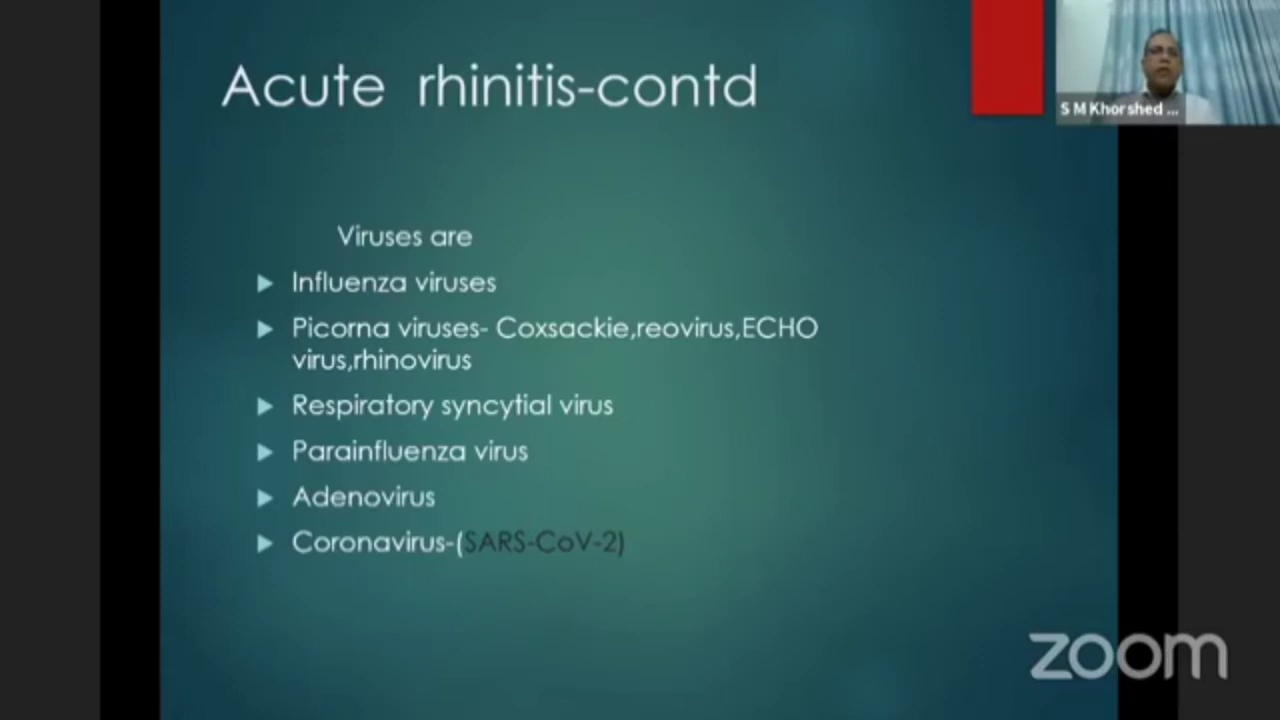 Acute rhinitis-contd
S M Khorshed ...
Viruses are
Influenza viruses
Picorna viruses- Coxsackie,reovirus,ECHO
virus,rhinovirus
Respiratory syncytial virus
Parainfluenza virus
Adenovirus
Coronavirus-(SARS-CoV-2)
zoom